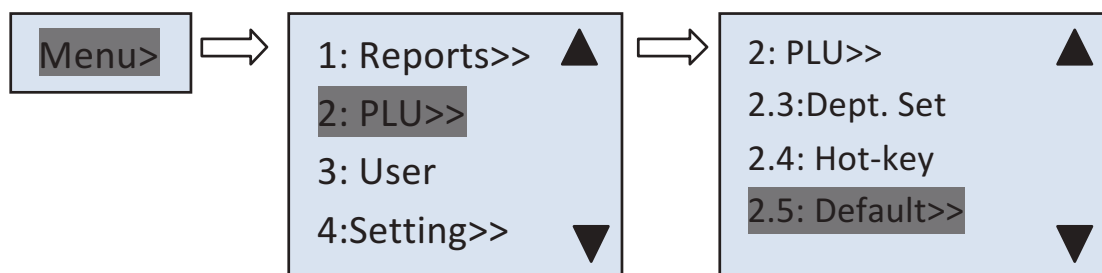 Menu>
1: Reports>>
2: PLU>>
3: User
4:Setting>>
2: PLU>>
2.3:Dept. Set
2.4: Hot-key
2.5: Default>>